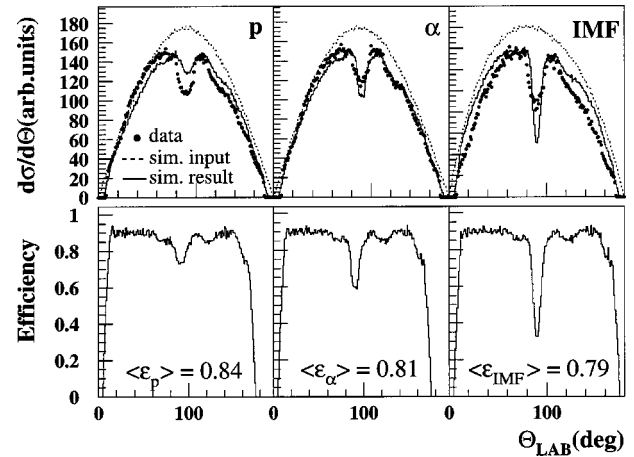 dσ/dΘ(arb.units)
180
160
140
120
100
80
60
40
20
0
p
α
IMF
data
sim. input
sim. result
Efficiency
1
0.8
0.6
0.4
0.2
0
<ε_p> = 0.84
<ε_α> = 0.81
<ε_IMF> = 0.79
0 100 0 100 0 100
Θ_LAB(deg)